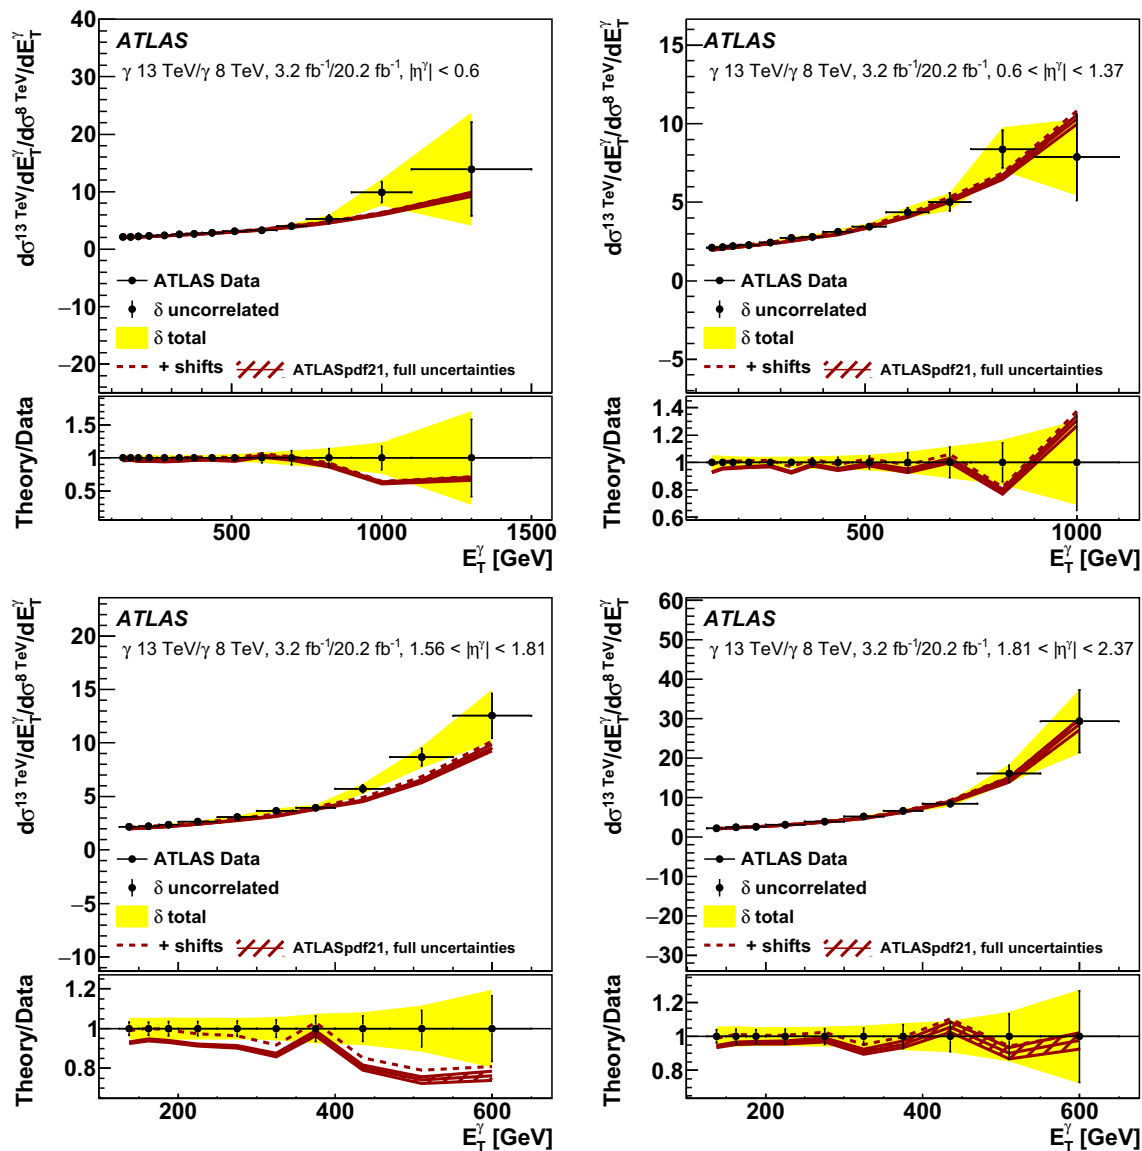 ATLAS
γ 13 TeV/γ 8 TeV, 3.2 fb⁻¹/20.2 fb⁻¹, |η^γ| < 0.6
dσ^13 TeV/dE_T^γ/dσ^8 TeV/dE_T^γ
40
30
20
10
0
−10
−20
ATLAS Data
δ uncorrelated
δ total
+ shifts
ATLASpdf21, full uncertainties
Theory/Data
1.5
1
0.5
500
1000
1500
E_T^γ [GeV]
ATLAS
γ 13 TeV/γ 8 TeV, 3.2 fb⁻¹/20.2 fb⁻¹, 0.6 < |η^γ| < 1.37
dσ^13 TeV/dE_T^γ/dσ^8 TeV/dE_T^γ
15
10
5
0
−5
ATLAS Data
δ uncorrelated
δ total
+ shifts
ATLASpdf21, full uncertainties
Theory/Data
1.4
1.2
1
0.8
0.6
500
1000
E_T^γ [GeV]
ATLAS
γ 13 TeV/γ 8 TeV, 3.2 fb⁻¹/20.2 fb⁻¹, 1.56 < |η^γ| < 1.81
dσ^13 TeV/dE_T^γ/dσ^8 TeV/dE_T^γ
20
15
10
5
0
−5
−10
ATLAS Data
δ uncorrelated
δ total
+ shifts
ATLASpdf21, full uncertainties
Theory/Data
1.2
1
0.8
200
400
600
E_T^γ [GeV]
ATLAS
γ 13 TeV/γ 8 TeV, 3.2 fb⁻¹/20.2 fb⁻¹, 1.81 < |η^γ| < 2.37
dσ^13 TeV/dE_T^γ/dσ^8 TeV/dE_T^γ
60
50
40
30
20
10
0
−10
−20
−30
ATLAS Data
δ uncorrelated
δ total
+ shifts
ATLASpdf21, full uncertainties
Theory/Data
1.2
1
0.8
200
400
600
E_T^γ [GeV]